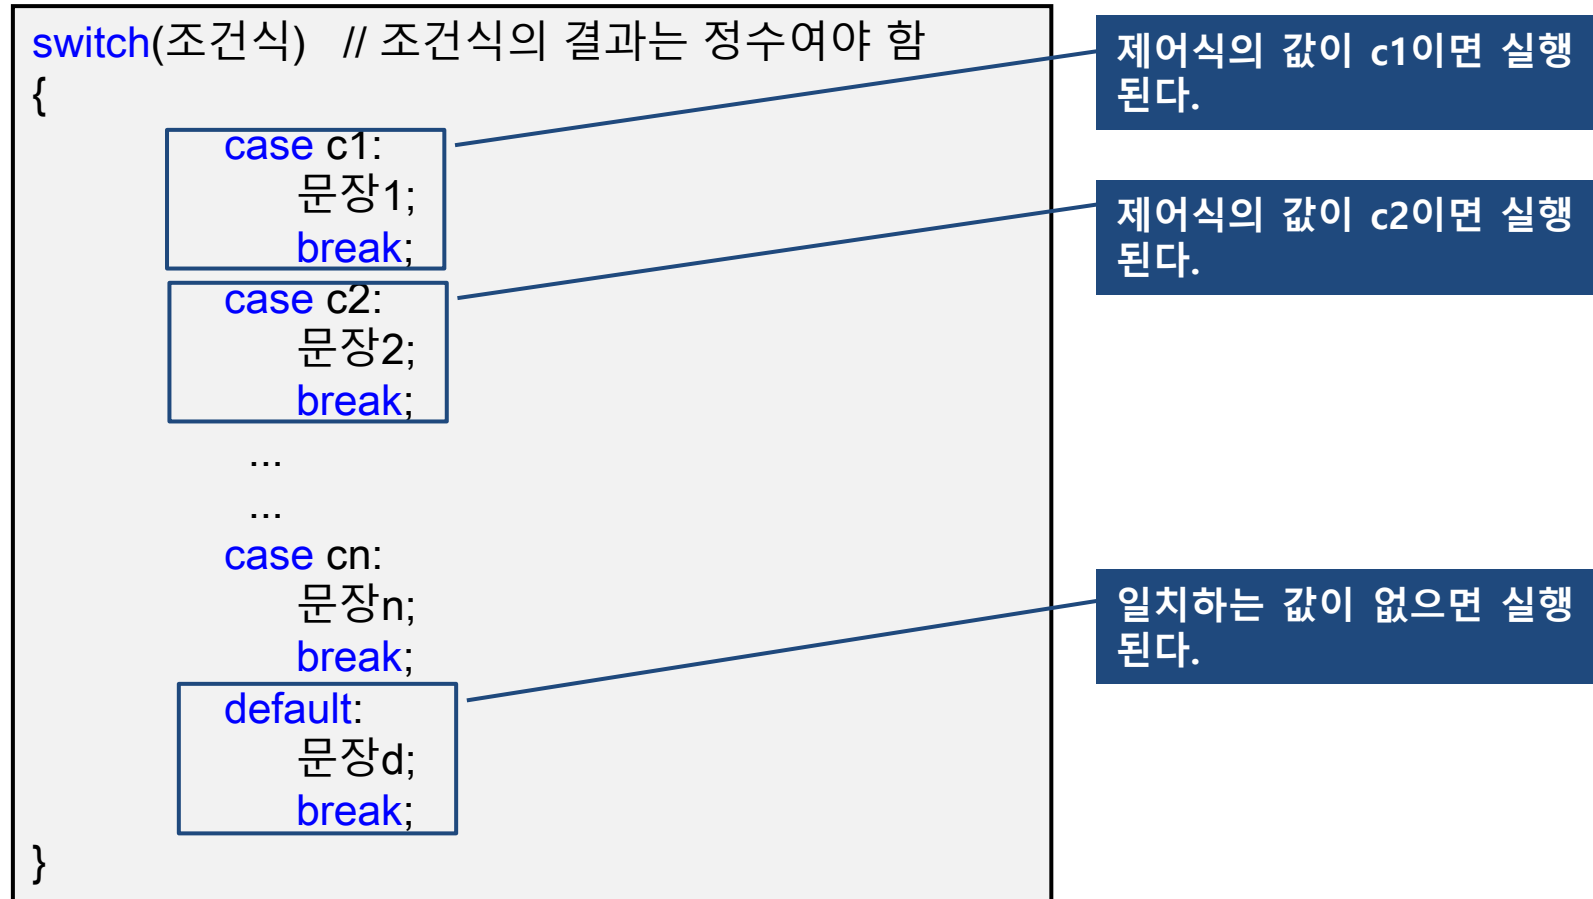 switch(조건식) // 조건식의 결과는 정수여야 함
{
case c1:
문장1;
break;
case c2:
문장2;
break;
...
...
case cn:
문장n;
break;
default:
문장d;
break;
}
제어식의 값이 c1이면 실행
된다.
제어식의 값이 c2이면 실행
된다.
일치하는 값이 없으면 실행
된다.